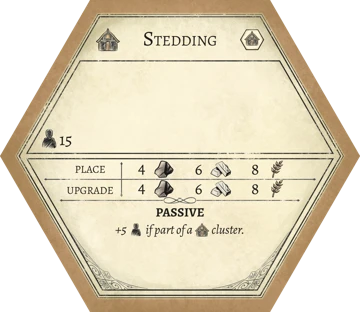 STEDDING
15
PLACE 4 6 8
UPGRADE 4 6 8
PASSIVE
+5 if part of a cluster.